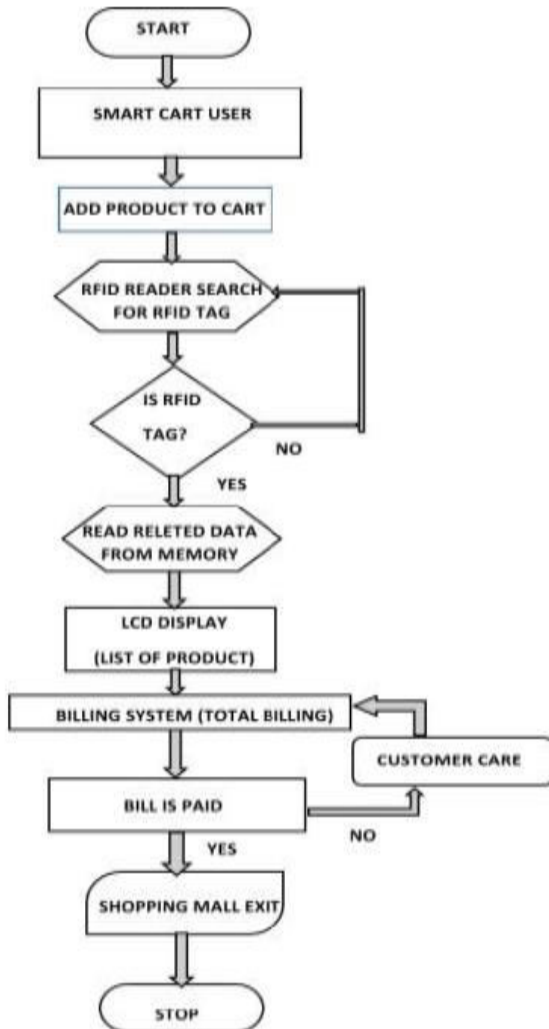 START
SMART CART USER
ADD PRODUCT TO CART
RFID READER SEARCH
FOR RFID TAG
IS RFID
TAG?
NO
YES
READ RELETED DATA
FROM MEMORY
LCD DISPLAY
(LIST OF PRODUCT)
BILLING SYSTEM (TOTAL BILLING)
CUSTOMER CARE
BILL IS PAID
NO
YES
SHOPPING MALL EXIT
STOP